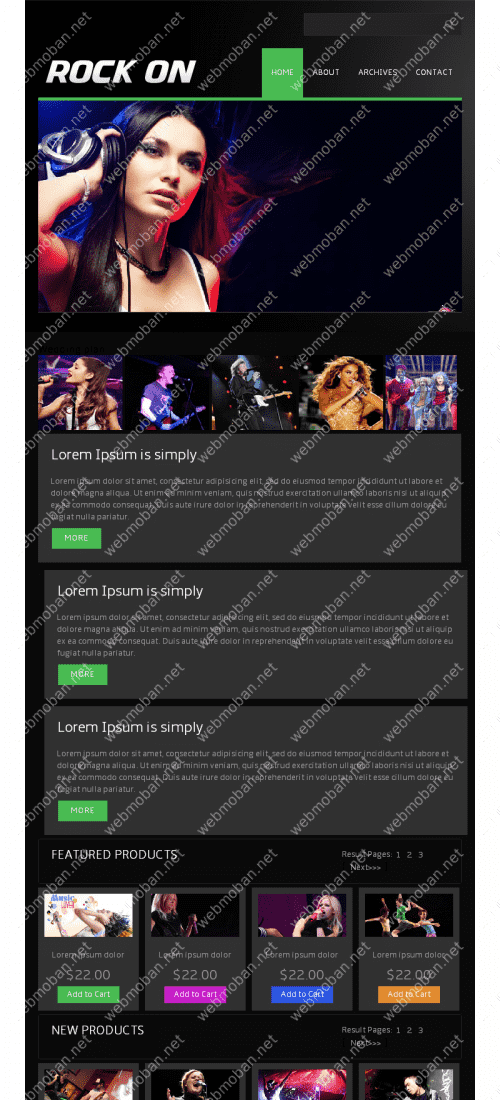 ROCK ON
HOME ABOUT ARCHIVES CONTACT
Lorem Ipsum is simply
Lorem ipsum dolor sit amet, consectetur adipisicing elit, sed do eiusmod tempor incididunt ut labore et
dolore magna aliqua. Ut enim ad minim veniam, quis nostrud exercitation ullamco laboris nisi ut aliquip
ex ea commodo consequat. Duis aute irure dolor in reprehenderit in voluptate velit esse cillum dolore eu
fugiat nulla pariatur.
MORE
Lorem Ipsum is simply
Lorem ipsum dolor sit amet, consectetur adipisicing elit, sed do eiusmod tempor incididunt ut labore et
dolore magna aliqua. Ut enim ad minim veniam, quis nostrud exercitation ullamco laboris nisi ut aliquip
ex ea commodo consequat. Duis aute irure dolor in reprehenderit in voluptate velit esse cillum dolore eu
fugiat nulla pariatur.
MORE
Lorem Ipsum is simply
Lorem ipsum dolor sit amet, consectetur adipisicing elit, sed do eiusmod tempor incididunt ut labore et
dolore magna aliqua. Ut enim ad minim veniam, quis nostrud exercitation ullamco laboris nisi ut aliquip
ex ea commodo consequat. Duis aute irure dolor in reprehenderit in voluptate velit esse cillum dolore eu
fugiat nulla pariatur.
MORE
FEATURED PRODUCTS Result Pages: 1 2 3
Next>>>
Lorem ipsum dolor Lorem ipsum dolor Lorem ipsum dolor Lorem ipsum dolor
$22.00 $22.00 $22.00 $22.00
Add to Cart Add to Cart Add to Cart Add to Cart
NEW PRODUCTS Result Pages: 1 2 3
Next>>>
webmoban.net